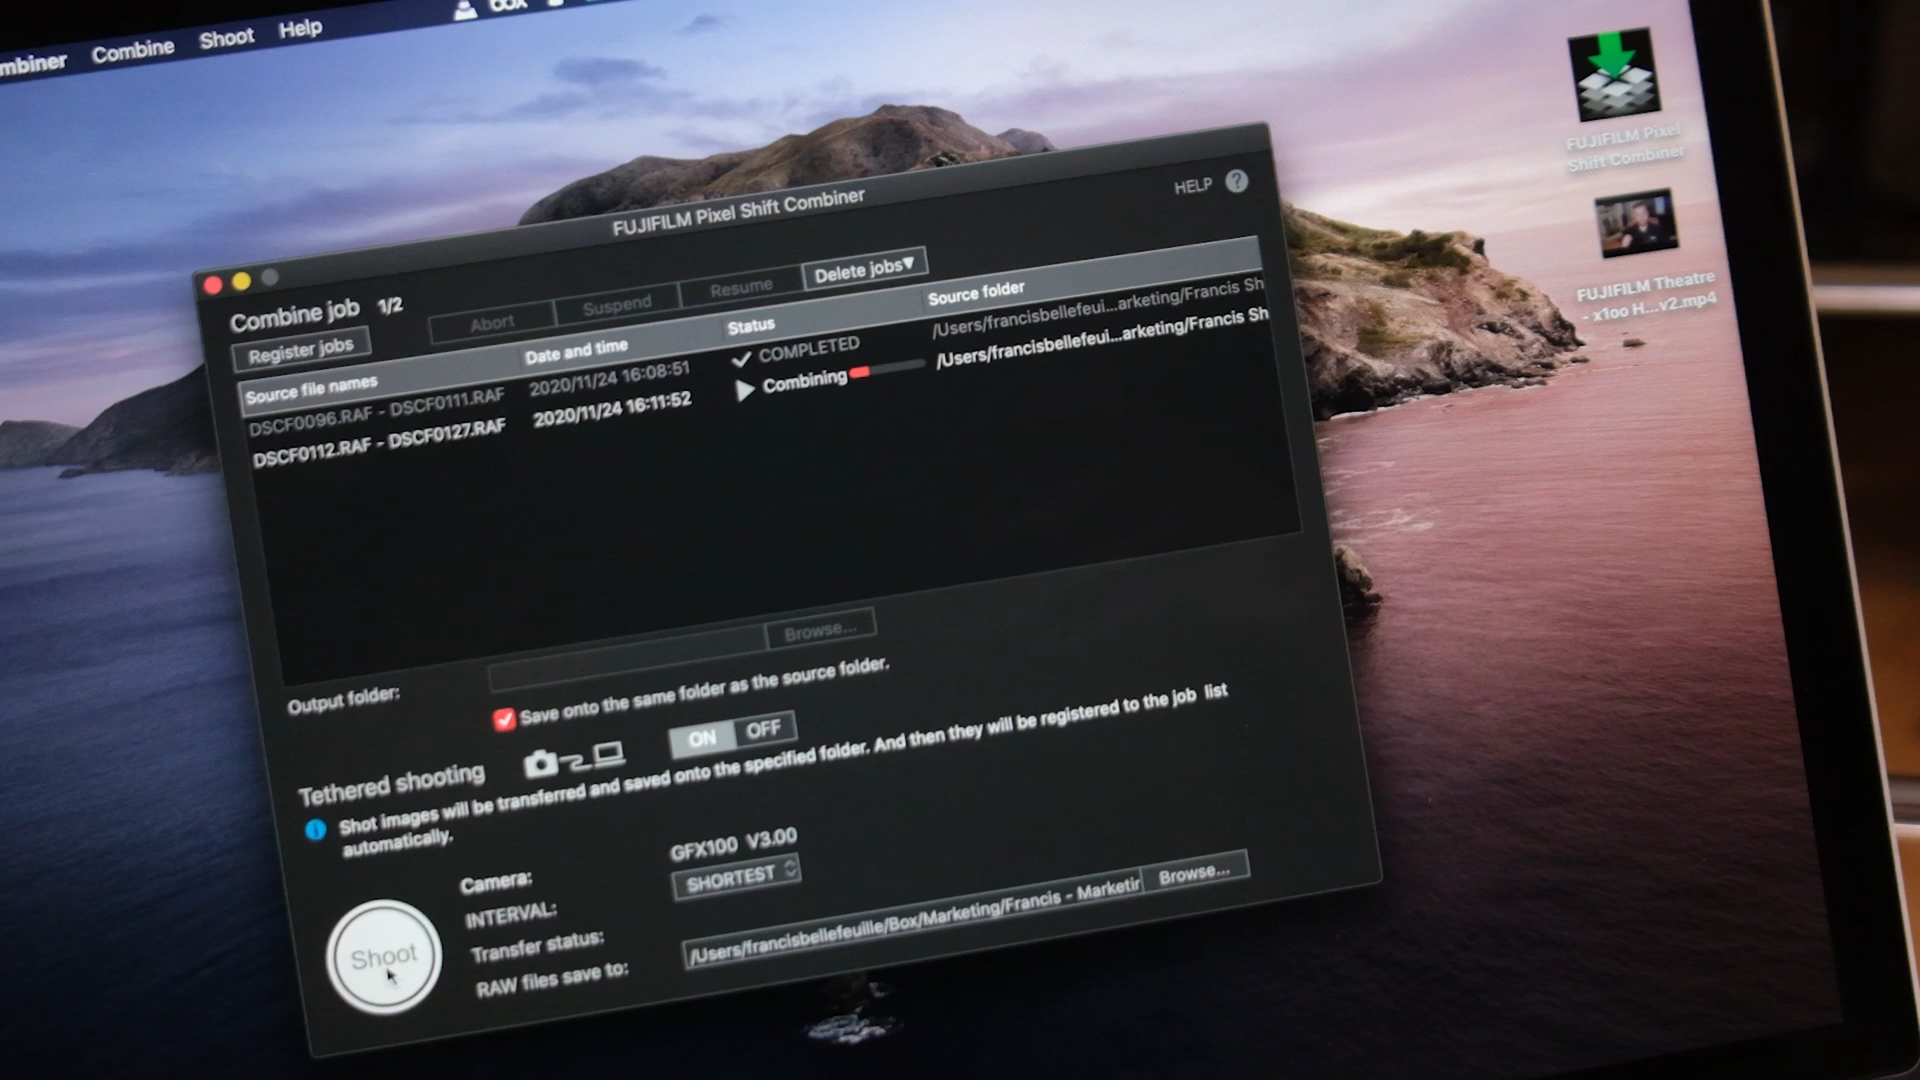 Combine Shoot Help
box
FUJIFILM Pixel
Shift Combiner
FUJIFILM Theatre
- x1oo H...v2.mp4
FUJIFILM Pixel Shift Combiner
HELP ?
Combine job 1/2
Abort Suspend Resume Delete jobs▼
Register jobs
Source file names Date and time Status Source folder
DSCF0096.RAF - DSCF0111.RAF 2020/11/24 16:08:51 COMPLETED /Users/francisbellefeui...arketing/Francis Sh
DSCF0112.RAF - DSCF0127.RAF 2020/11/24 16:11:52 Combining /Users/francisbellefeui...arketing/Francis Sh
Output folder: Browse...
Save onto the same folder as the source folder.
Tethered shooting ON OFF
Shot images will be transferred and saved onto the specified folder. And then they will be registered to the job list
automatically.
Shoot
Camera: GFX100 V3.00
INTERVAL: SHORTEST
Transfer status:
RAW files save to: /Users/francisbellefeuille/Box/Marketing/Francis - Marketin Browse...